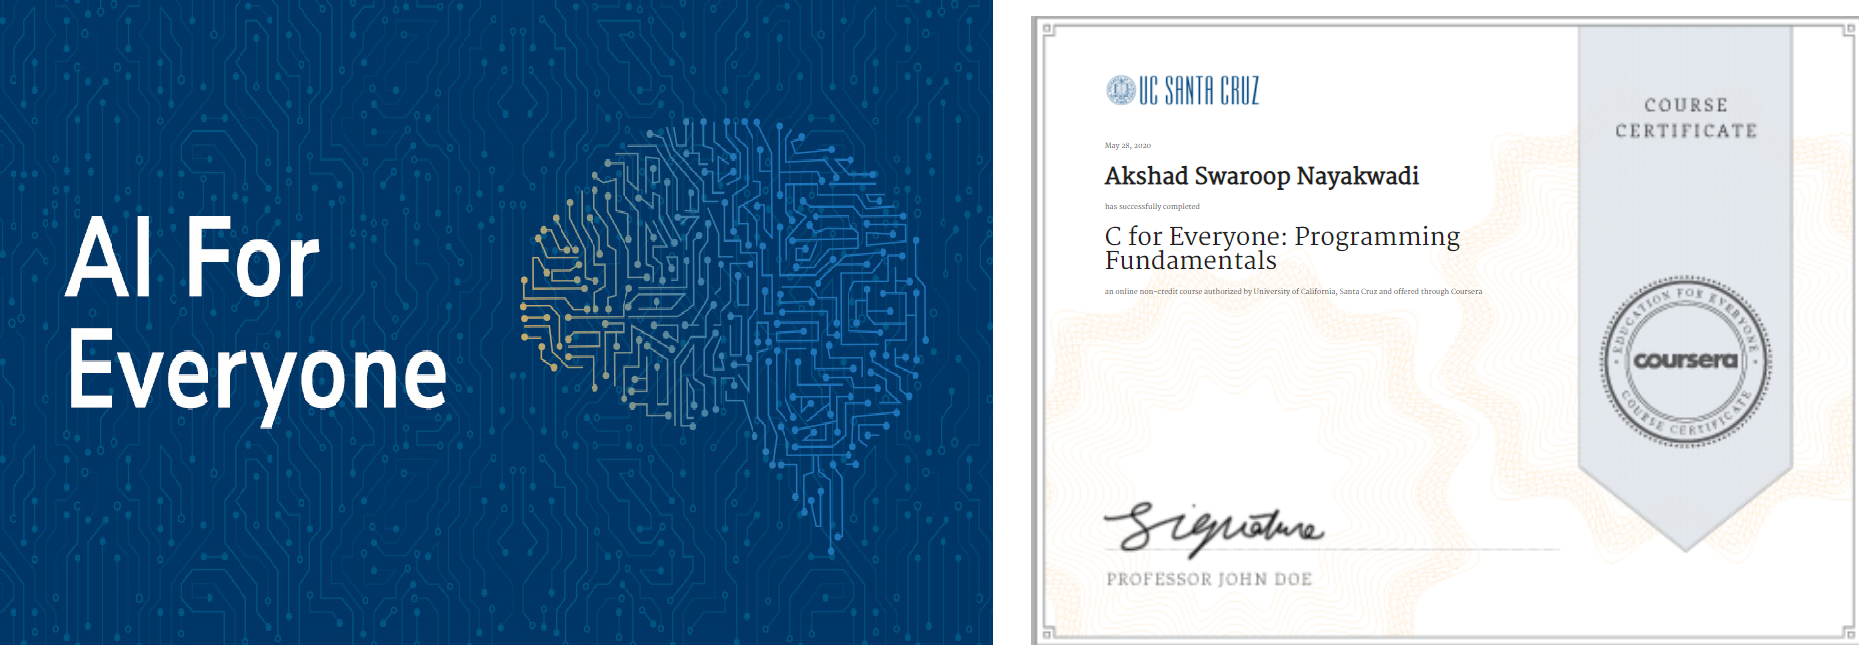 AI For
Everyone
UC SANTA CRUZ
May 28, 2020
Akshad Swaroop Nayakwadi
has successfully completed
C for Everyone: Programming
Fundamentals
an online non-credit course authorized by University of California, Santa Cruz and offered through Coursera
Signature
PROFESSOR JOHN DOE
COURSE
CERTIFICATE
EDUCATION FOR EVERYONE
coursera
COURSE CERTIFICATE